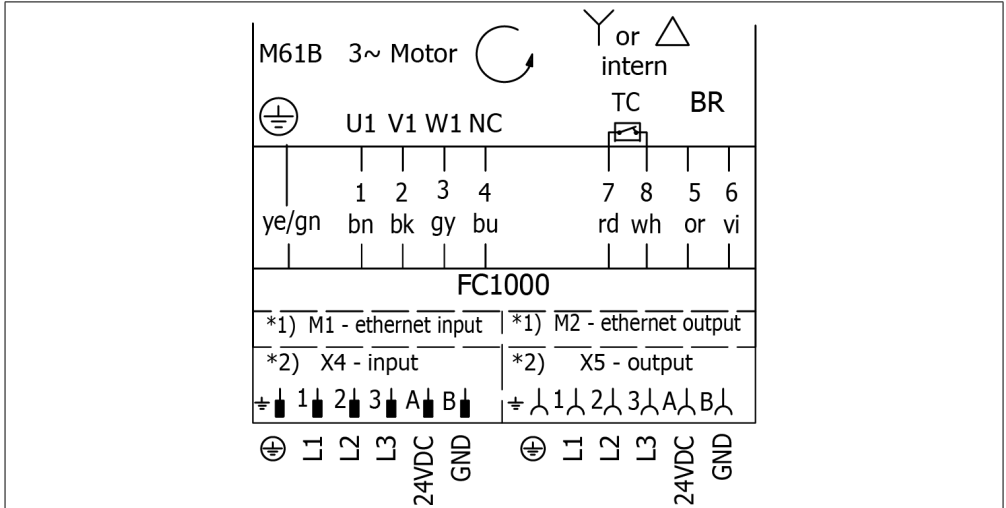 M61B 3~ Motor or
intern
TC BR
U1 V1 W1 NC
1 2 3 4 7 8 5 6
ye/gn bn bk gy bu rd wh or vi
FC1000
*1) M1 - ethernet input *1) M2 - ethernet output
*2) X4 - input *2) X5 - output
1 2 3 A B 1 2 3 A B
L1 L2 L3 24VDC GND L1 L2 L3 24VDC GND